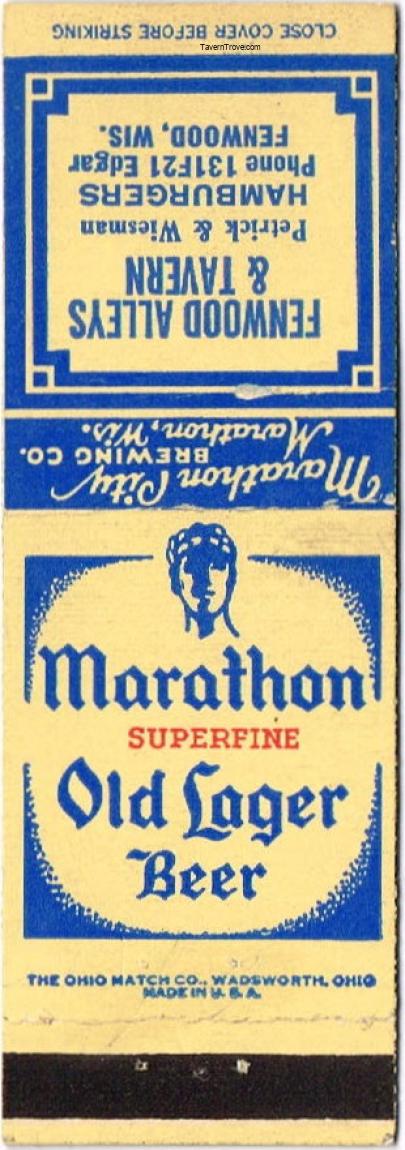 CLOSE COVER BEFORE STRIKING
TavernTrove.com
FENWOOD ALLEYS
& TAVERN
Petrick & Wiesman
HAMBURGERS
Phone 131F21 Edgar
FENWOOD, WIS.
Marathon City
BREWING CO.
Marathon, Wis.
Marathon
SUPERFINE
Old Lager
Beer
THE OHIO MATCH CO., WADSWORTH, OHIO
MADE IN U.S.A.